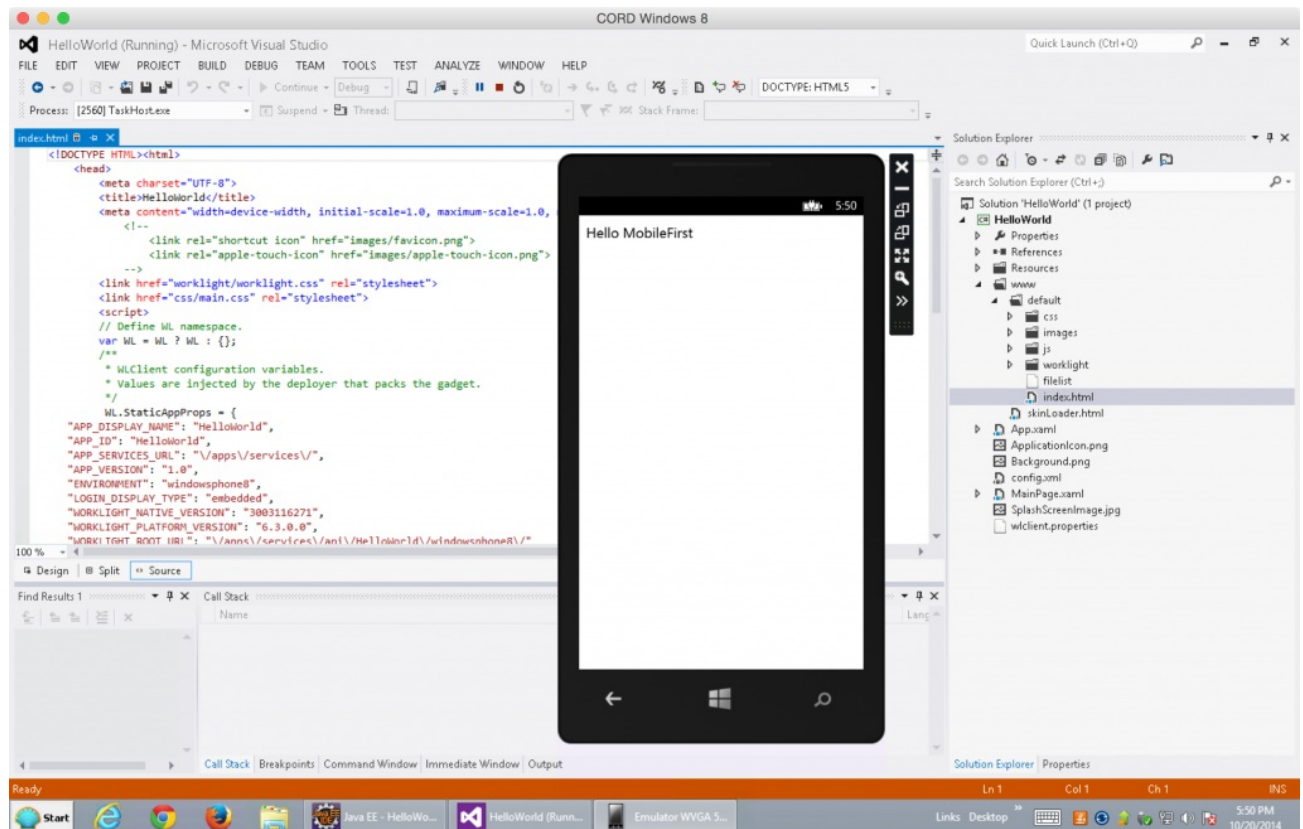 CORD Windows 8
HelloWorld (Running) - Microsoft Visual Studio
Quick Launch (Ctrl+Q)
FILE EDIT VIEW PROJECT BUILD DEBUG TEAM TOOLS TEST ANALYZE WINDOW HELP
Continue Debug DOCTYPE: HTML5
Process: [2560] TaskHost.exe Suspend Thread: Stack Frame:
index.html
<!DOCTYPE HTML><html>
<head>
<meta charset="UTF-8">
<title>HelloWorld</title>
<meta content="width=device-width, initial-scale=1.0, maximum-scale=1.0,
<!--
<link rel="shortcut icon" href="images/favicon.png">
<link rel="apple-touch-icon" href="images/apple-touch-icon.png">
-->
<link href="worklight/worklight.css" rel="stylesheet">
<link href="css/main.css" rel="stylesheet">
<script>
// Define WL namespace.
var WL = WL ? WL : {};
/**
* WLClient configuration variables.
* Values are injected by the deployer that packs the gadget.
*/
WL.StaticAppProps = {
"APP_DISPLAY_NAME": "HelloWorld",
"APP_ID": "HelloWorld",
"APP_SERVICES_URL": "\/apps\/services\/",
"APP_VERSION": "1.0",
"ENVIRONMENT": "windowsphone8",
"LOGIN_DISPLAY_TYPE": "embedded",
"WORKLIGHT_NATIVE_VERSION": "3003116271",
"WORKLIGHT_PLATFORM_VERSION": "6.3.0.0",
"WORKLIGHT_ROOT_URL": "\/apps\/services\/api\/HelloWorld\/windowsphone8\/"
100 %
Design Split Source
5:50
Hello MobileFirst
Solution Explorer
Search Solution Explorer (Ctrl+;)
Solution 'HelloWorld' (1 project)
HelloWorld
Properties
References
Resources
www
default
css
images
js
worklight
filelist
index.html
skinLoader.html
App.xaml
ApplicationIcon.png
Background.png
config.xml
MainPage.xaml
SplashScreenImage.jpg
wlclient.properties
Find Results 1
Call Stack
Name
Lang
Call Stack Breakpoints Command Window Immediate Window Output
Solution Explorer Properties
Ready
Ln 1 Col 1 Ch 1 INS
Start
Java EE - HelloWo...
HelloWorld (Runn...
Emulator WVGA 5...
Links Desktop
5:50 PM
10/20/2014